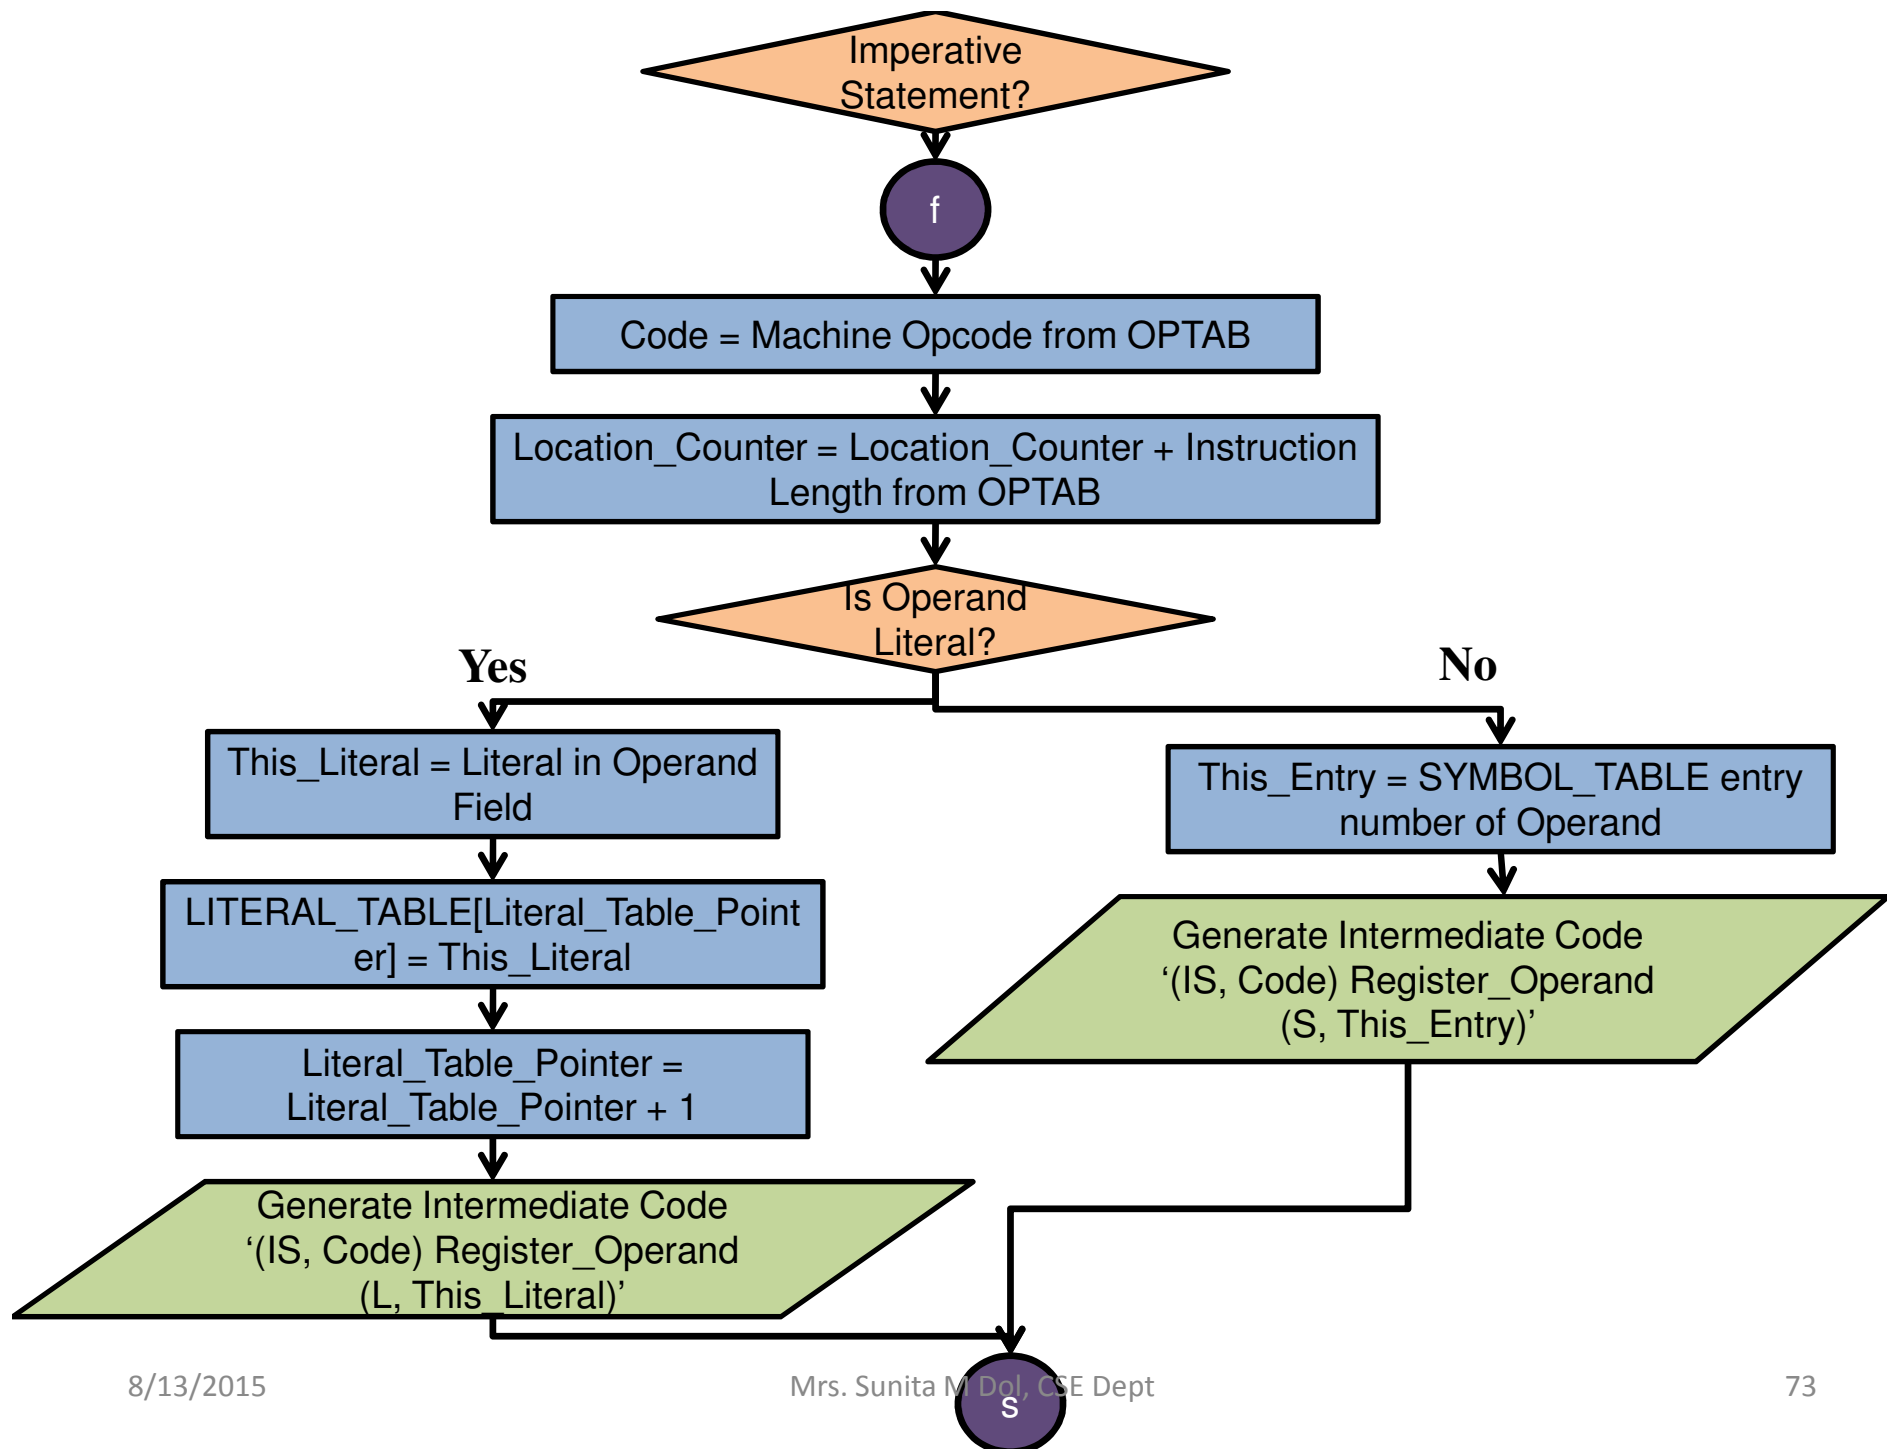 Imperative
Statement?
f
Code = Machine Opcode from OPTAB
Location_Counter = Location_Counter + Instruction
Length from OPTAB
Is Operand
Literal?
Yes
No
This_Literal = Literal in Operand
Field
This_Entry = SYMBOL_TABLE entry
number of Operand
LITERAL_TABLE[Literal_Table_Point
er] = This_Literal
Generate Intermediate Code
‘(IS, Code) Register_Operand
(S, This_Entry)’
Literal_Table_Pointer =
Literal_Table_Pointer + 1
Generate Intermediate Code
‘(IS, Code) Register_Operand
(L, This_Literal)’
8/13/2015
Mrs. Sunita M Dol, CSE Dept
73
s